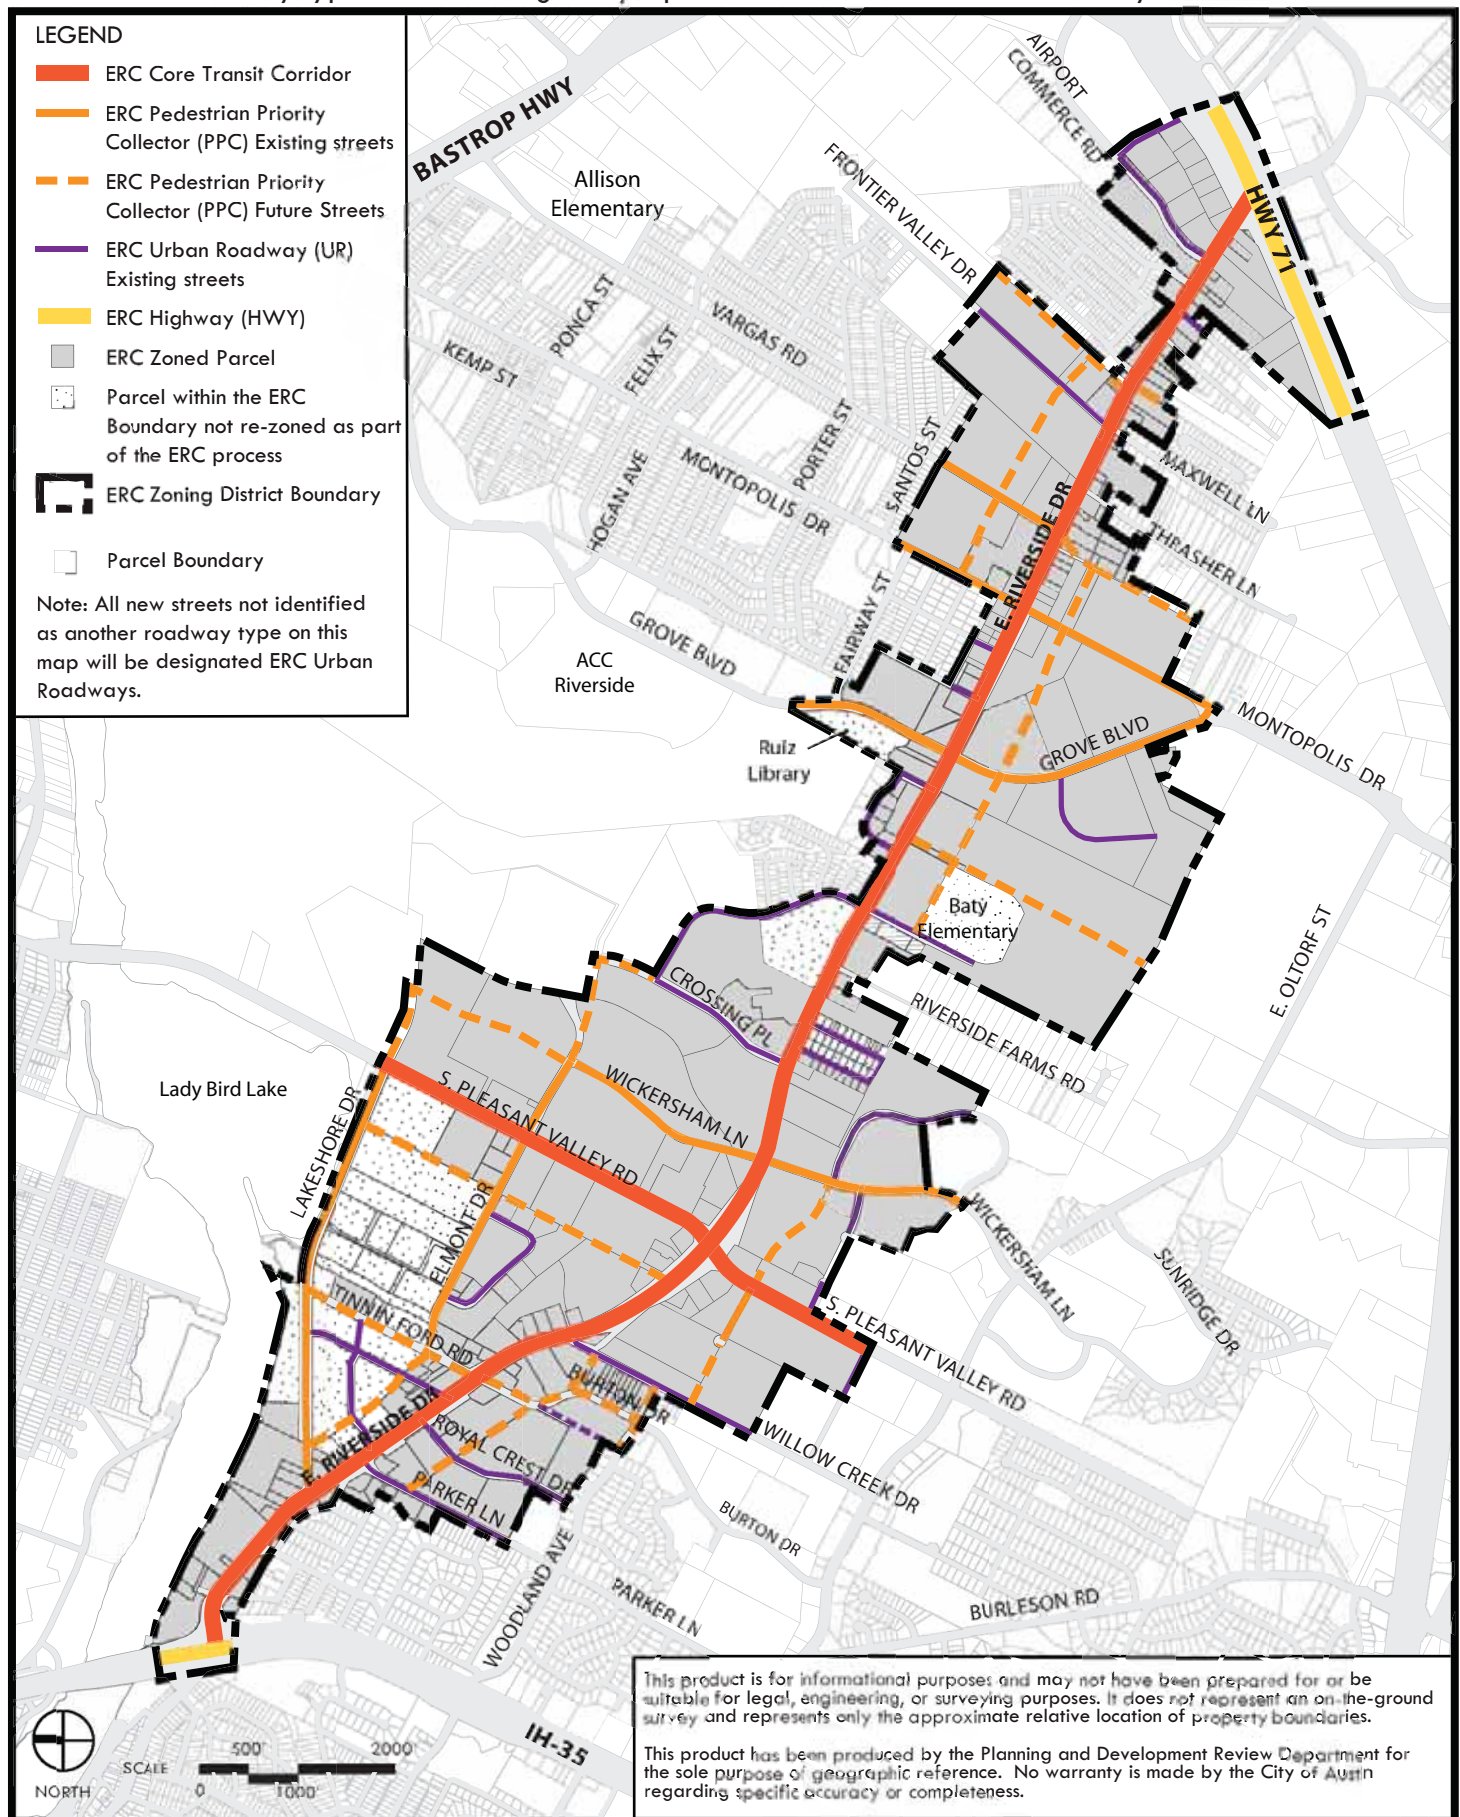 LEGEND
ERC Core Transit Corridor
ERC Pedestrian Priority
Collector (PPC) Existing streets
ERC Pedestrian Priority
Collector (PPC) Future Streets
ERC Urban Roadway (UR)
Existing streets
ERC Highway (HWY)
ERC Zoned Parcel
Parcel within the ERC
Boundary not re-zoned as part
of the ERC process
ERC Zoning District Boundary
Parcel Boundary
Note: All new streets not identified
as another roadway type on this
map will be designated ERC Urban
Roadways.
BASTROP HWY
AIRPORT
COMMERCE RD
Allison
Elementary
FRONTIER VALLEY DR
HWY 71
PONCA ST
VARGAS RD
FELIX ST
KEMP ST
PORTER ST
SANTOS ST
HOGAN AVE
MONTOPOLIS DR
MAXWELL LN
THRASHER LN
E. RIVERSIDE DR
FAIRWAY ST
GROVE BLVD
ACC
Riverside
Ruiz
Library
GROVE BLVD
MONTOPOLIS DR
Baty
Elementary
E. OLTORF ST
CROSSING PL
RIVERSIDE FARMS RD
Lady Bird Lake
LAKESHORE DR
S. PLEASANT VALLEY RD
WICKERSHAM LN
ELMONT DR
WICKERSHAM LN
SUNRIDGE DR
TINNIN FORD RD
S. PLEASANT VALLEY RD
BURTON DR
E. RIVERSIDE DR
ROYAL CREST DR
PARKER LN
WILLOW CREEK DR
BURTON DR
WOODLAND AVE
PARKER LN
BURLESON RD
IH-35
NORTH
SCALE
500
2000
0
1000
This product is for informational purposes and may not have been prepared for or be
suitable for legal, engineering, or surveying purposes. It does not represent an on-the-ground
survey and represents only the approximate relative location of property boundaries.
This product has been produced by the Planning and Development Review Department for
the sole purpose of geographic reference. No warranty is made by the City of Austin
regarding specific accuracy or completeness.